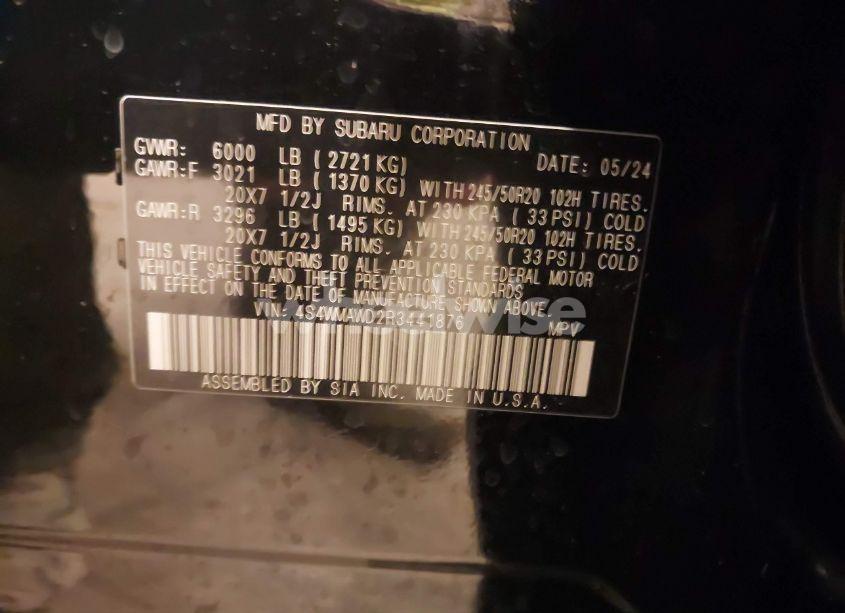 MFD BY SUBARU CORPORATION
GVWR: 6000 LB ( 2721 KG) DATE: 05/24
GAWR:F 3021 LB ( 1370 KG) WITH 245/50R20 102H TIRES.
20X7 1/2J RIMS. AT 230 KPA ( 33 PSI) COLD
GAWR:R 3296 LB ( 1495 KG) WITH 245/50R20 102H TIRES.
20X7 1/2J RIMS. AT 230 KPA ( 33 PSI) COLD
THIS VEHICLE CONFORMS TO ALL APPLICABLE FEDERAL MOTOR
VEHICLE SAFETY AND THEFT PREVENTION STANDARDS
IN EFFECT ON THE DATE OF MANUFACTURE SHOWN ABOVE.
VIN: 4S4WMAWD2R3441876 MPV
ASSEMBLED BY SIA INC. MADE IN U.S.A.